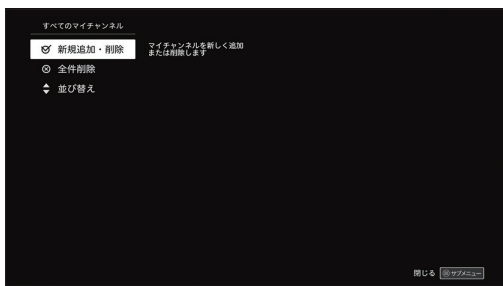 すべてのマイチャンネル
新規追加・削除
マイチャンネルを新しく追加
または削除します
全件削除
並び替え
閉じる サブメニュー